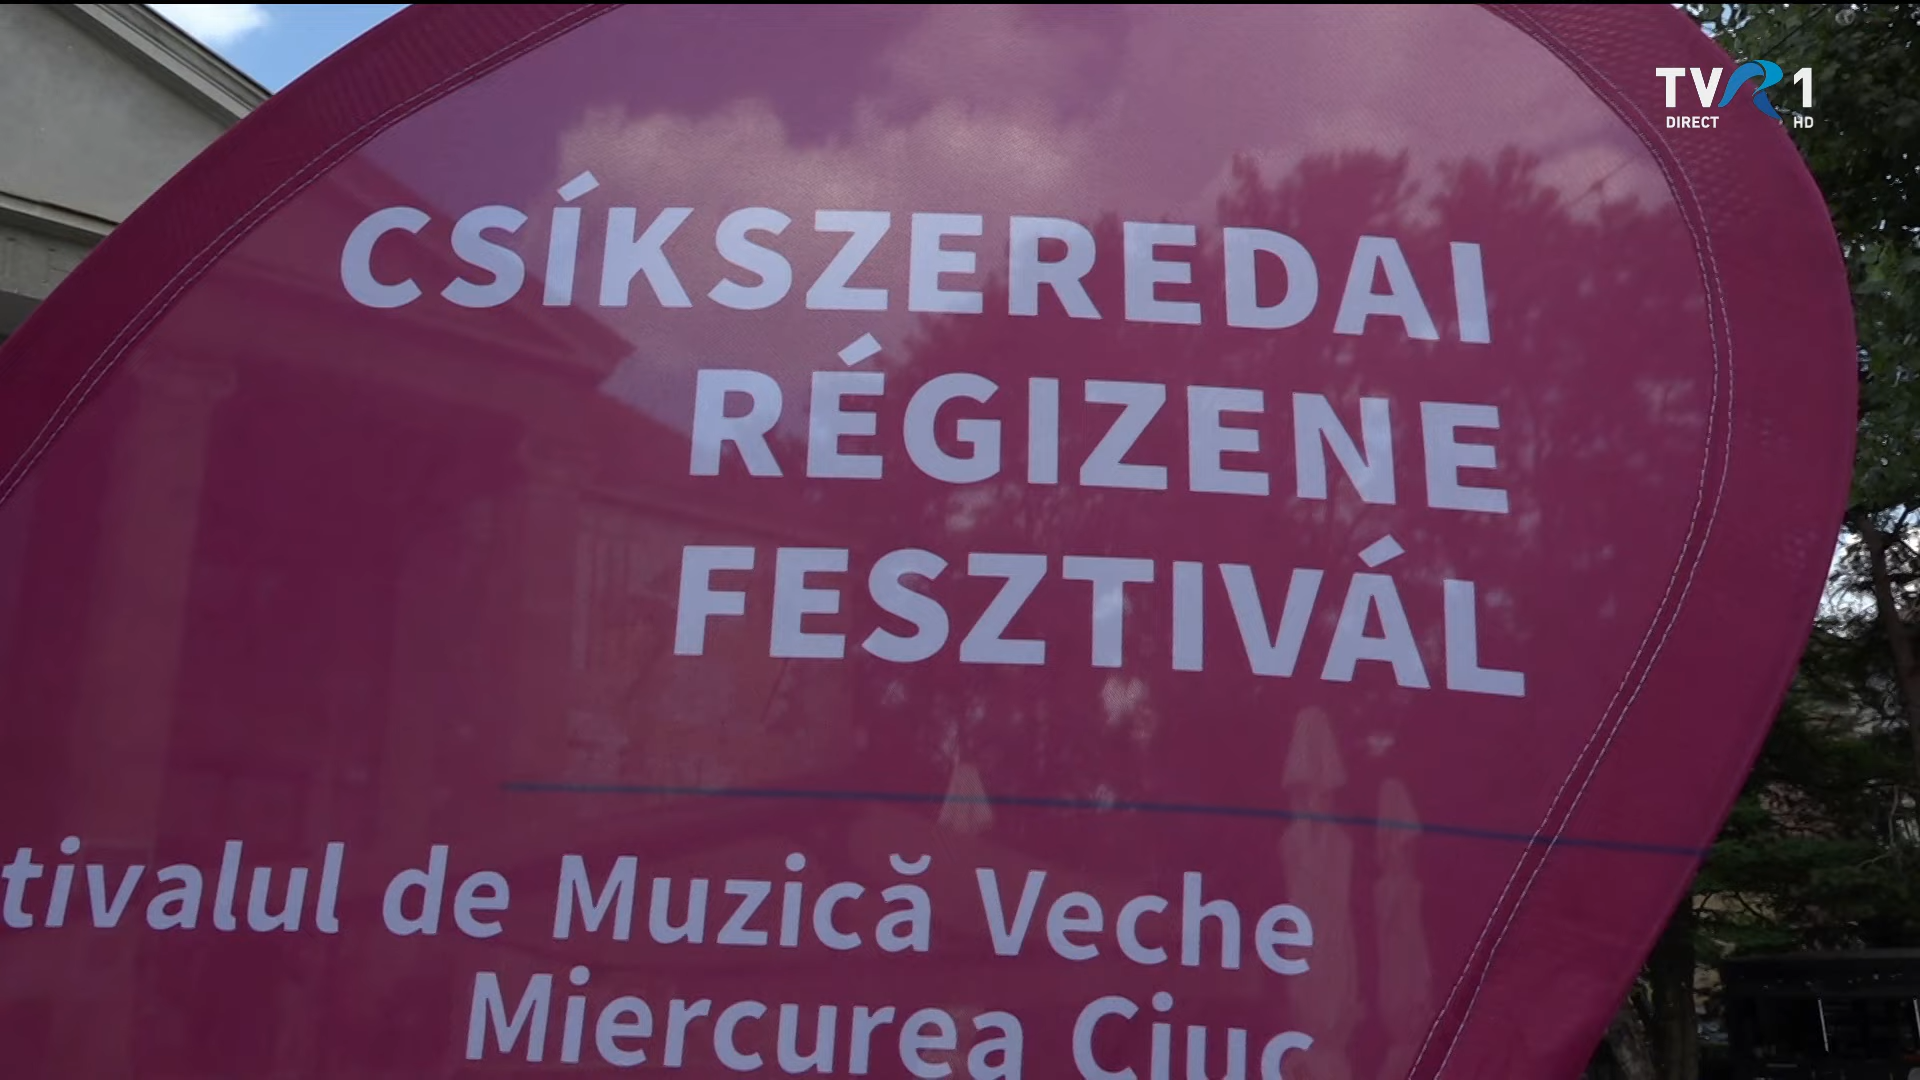 TVR1
DIRECT HD
CSÍKSZEREDAI
RÉGIZENE
FESZTIVÁL
tivalul de Muzică Veche
Miercurea Ciuc